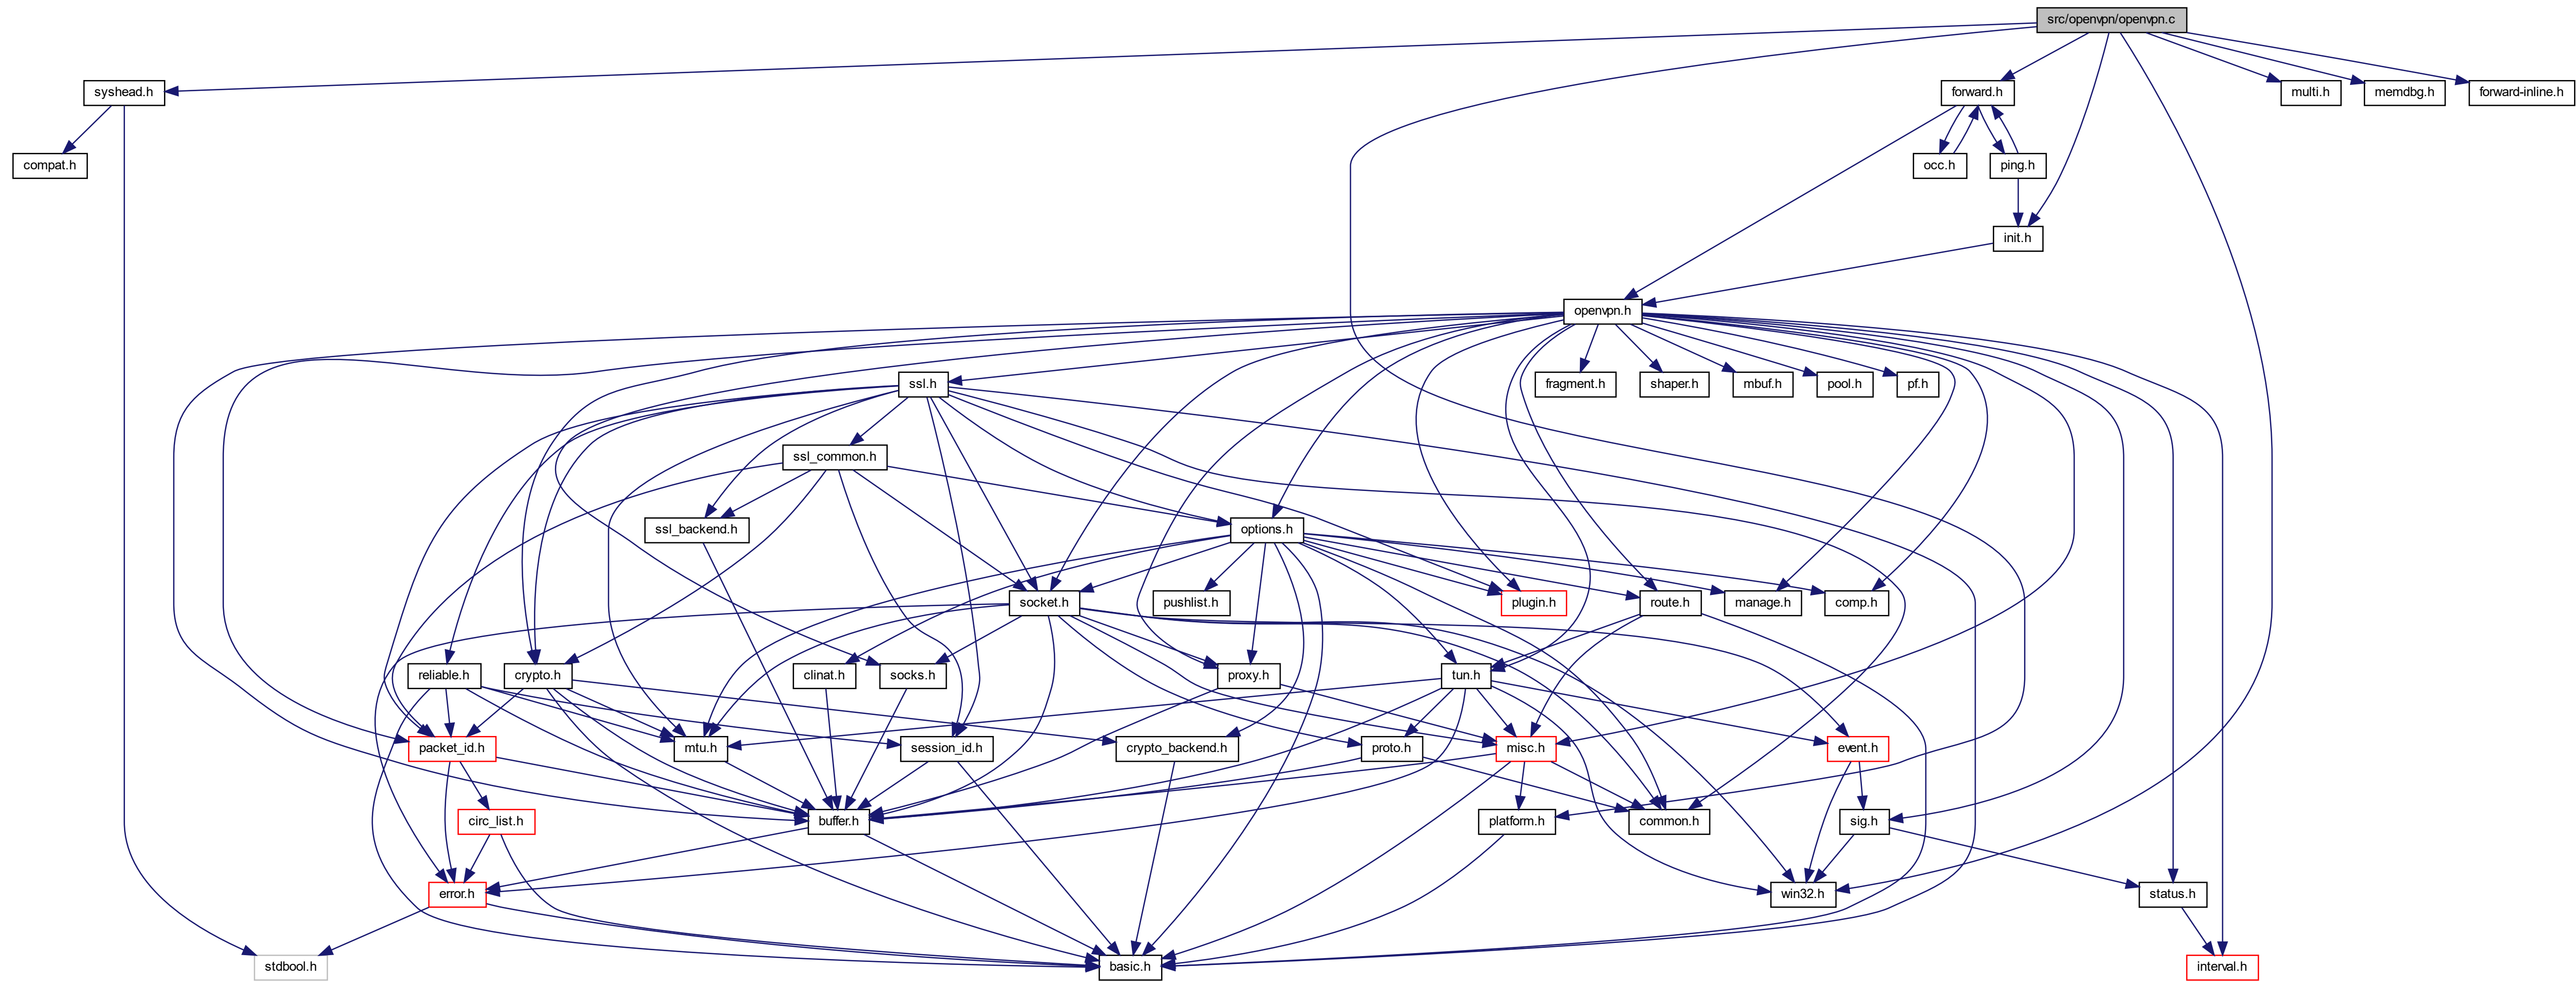 src/openvpn/openvpn.c
syshead.h
forward.h
multi.h
memdbg.h
forward-inline.h
compat.h
occ.h
ping.h
init.h
openvpn.h
ssl.h
fragment.h
shaper.h
mbuf.h
pool.h
pf.h
ssl_common.h
ssl_backend.h
options.h
socket.h
pushlist.h
plugin.h
route.h
manage.h
comp.h
reliable.h
crypto.h
clinat.h
socks.h
proxy.h
tun.h
packet_id.h
mtu.h
session_id.h
crypto_backend.h
proto.h
misc.h
event.h
circ_list.h
buffer.h
platform.h
common.h
sig.h
error.h
win32.h
status.h
stdbool.h
basic.h
interval.h